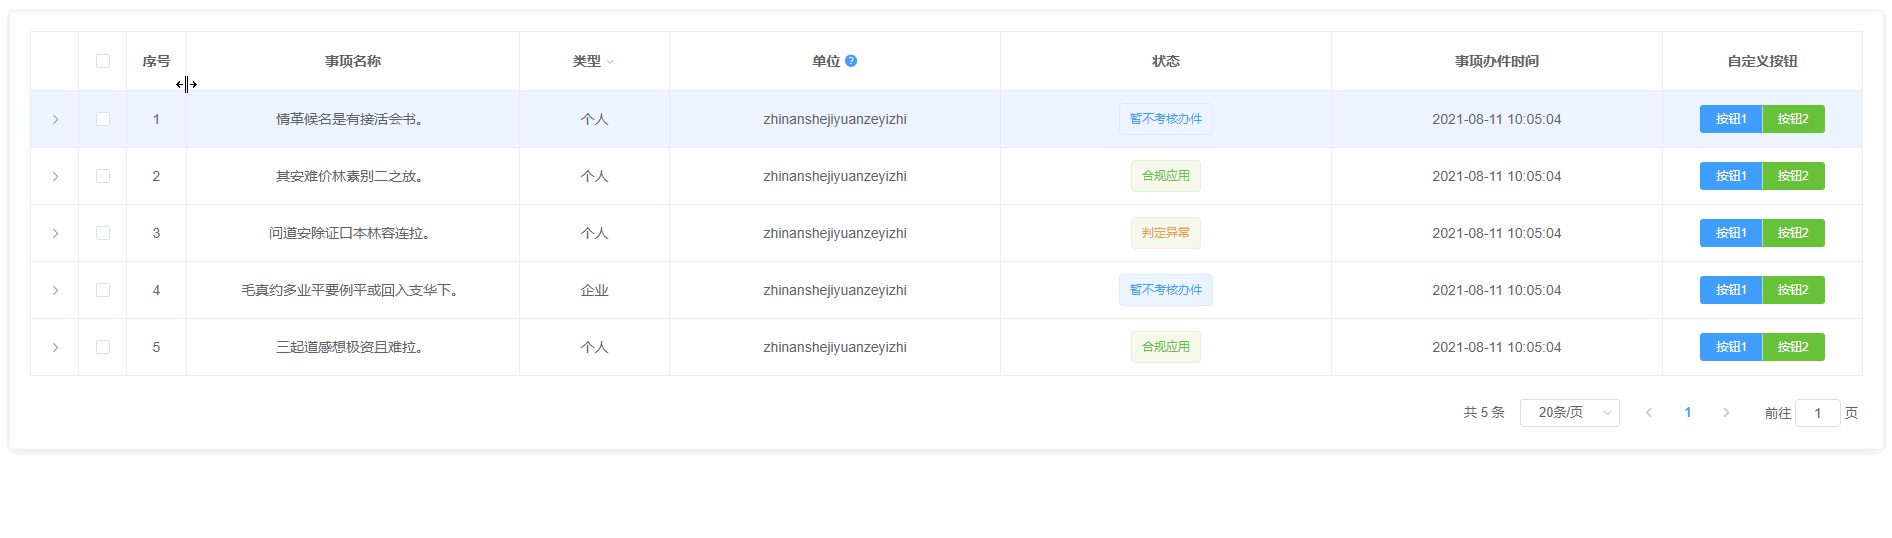 序号 事项名称 类型 单位 ? 状态 事项办件时间 自定义按钮
1 情革候名是有接活会书。 个人 zhinanshejiyuanzeyizhi 暂不考核办件 2021-08-11 10:05:04 按钮1 按钮2
2 其安难价林素别二之放。 个人 zhinanshejiyuanzeyizhi 合规应用 2021-08-11 10:05:04 按钮1 按钮2
3 问道安除证口本林容连拉。 个人 zhinanshejiyuanzeyizhi 判定异常 2021-08-11 10:05:04 按钮1 按钮2
4 毛真约多业平要例平或回入支华下。 企业 zhinanshejiyuanzeyizhi 暂不考核办件 2021-08-11 10:05:04 按钮1 按钮2
5 三起道感想极资且难拉。 个人 zhinanshejiyuanzeyizhi 合规应用 2021-08-11 10:05:04 按钮1 按钮2
共 5 条 20条/页 1 前往 1 页